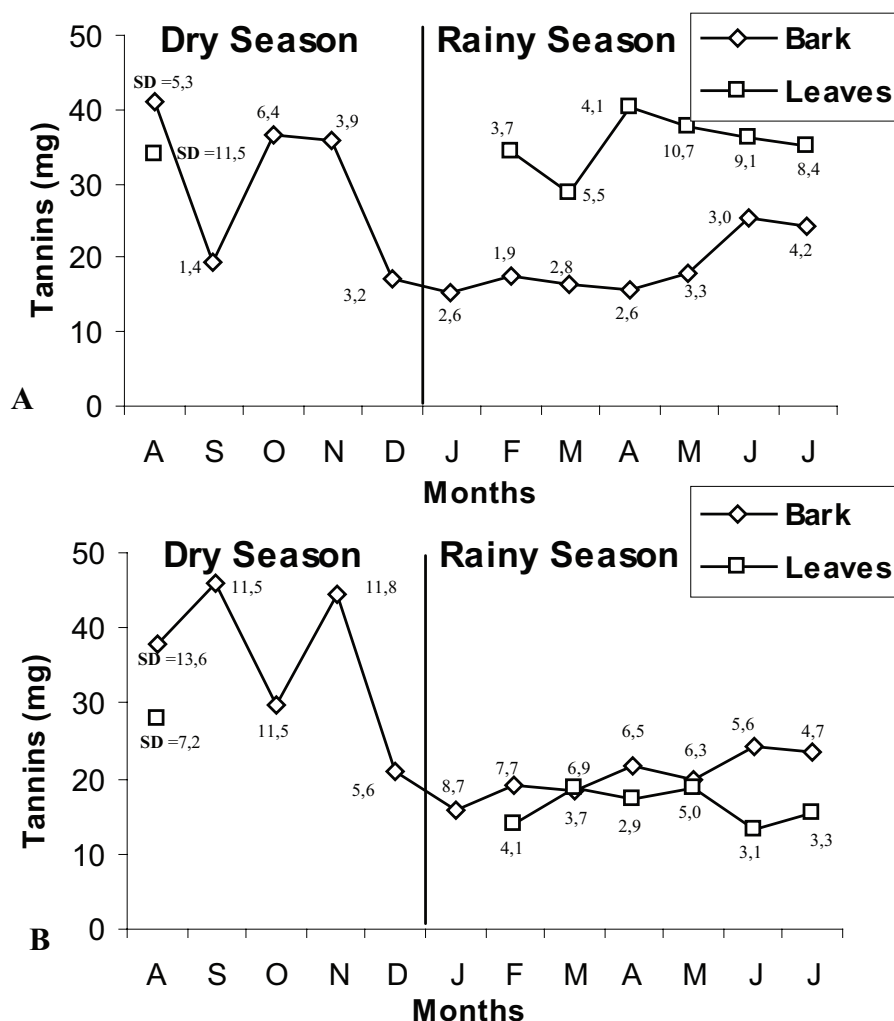 50 Dry Season Rainy Season Bark
SD =5,3
Leaves
40 6,4 3,9 4,1
3,7
SD =11,5 10,7 9,1
30 8,4
5,5
3,0
20 1,9 2,8 4,2
1,4
3,2 3,3
2,6 2,6
10
0
Tannins (mg)
A
A S O N D J F M A M J J
Months
Bark
50 Dry Season Rainy Season
Leaves
11,5 11,8
40
SD =13,6
30
SD =7,2 11,5
6,5 5,6 4,7
20 7,7 6,9 6,3
5,6 8,7
3,7 2,9 5,0
4,1 3,1 3,3
10
0
Tannins (mg)
B
A S O N D J F M A M J J
Months